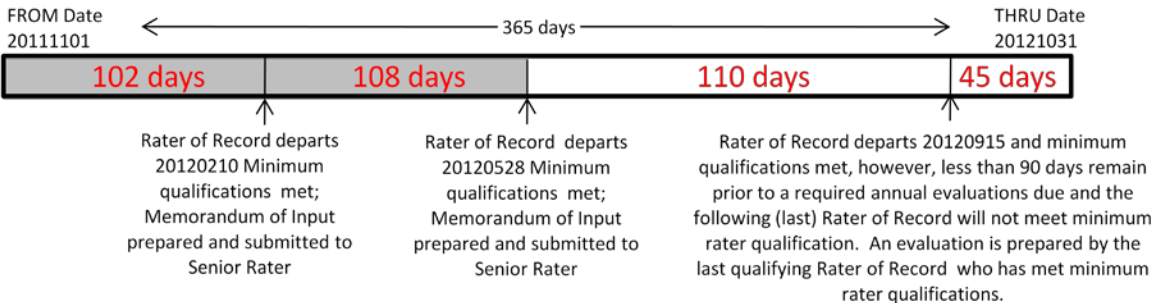 FROM Date
20111101
365 days
THRU Date
20121031
102 days
108 days
110 days
45 days
Rater of Record departs
20120210 Minimum
qualifications met;
Memorandum of Input
prepared and submitted to
Senior Rater
Rater of Record departs
20120528 Minimum
qualifications met;
Memorandum of Input
prepared and submitted to
Senior Rater
Rater of Record departs 20120915 and minimum
qualifications met, however, less than 90 days remain
prior to a required annual evaluations due and the
following (last) Rater of Record will not meet minimum
rater qualification. An evaluation is prepared by the
last qualifying Rater of Record who has met minimum
rater qualifications.